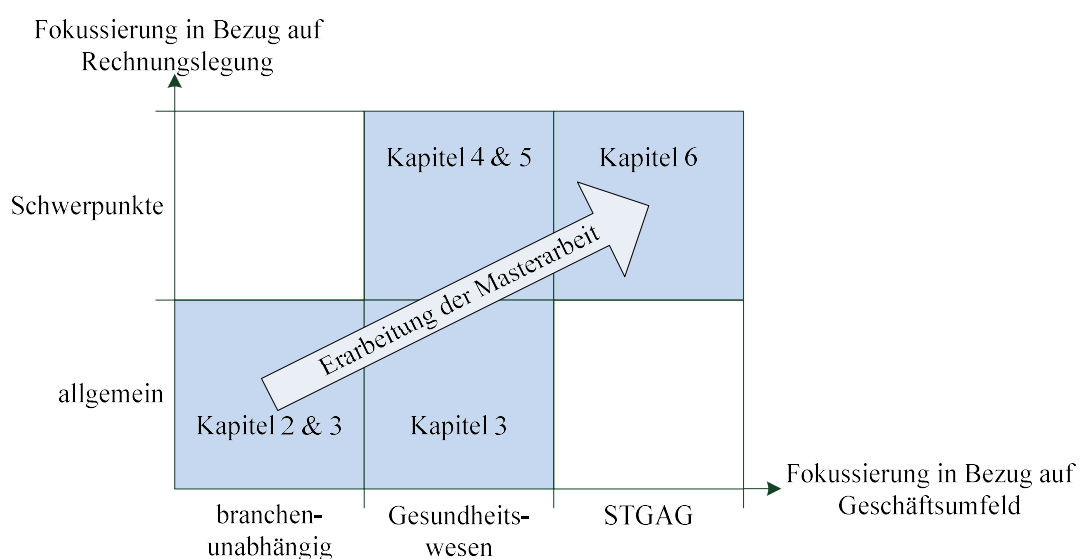 Fokussierung in Bezug auf
Rechnungslegung
Kapitel 4 & 5
Kapitel 6
Schwerpunkte
Erarbeitung der Masterarbeit
allgemein
Kapitel 2 & 3
Kapitel 3
Fokussierung in Bezug auf
Geschäftsumfeld
branchen-
unabhängig
Gesundheits-
wesen
STGAG